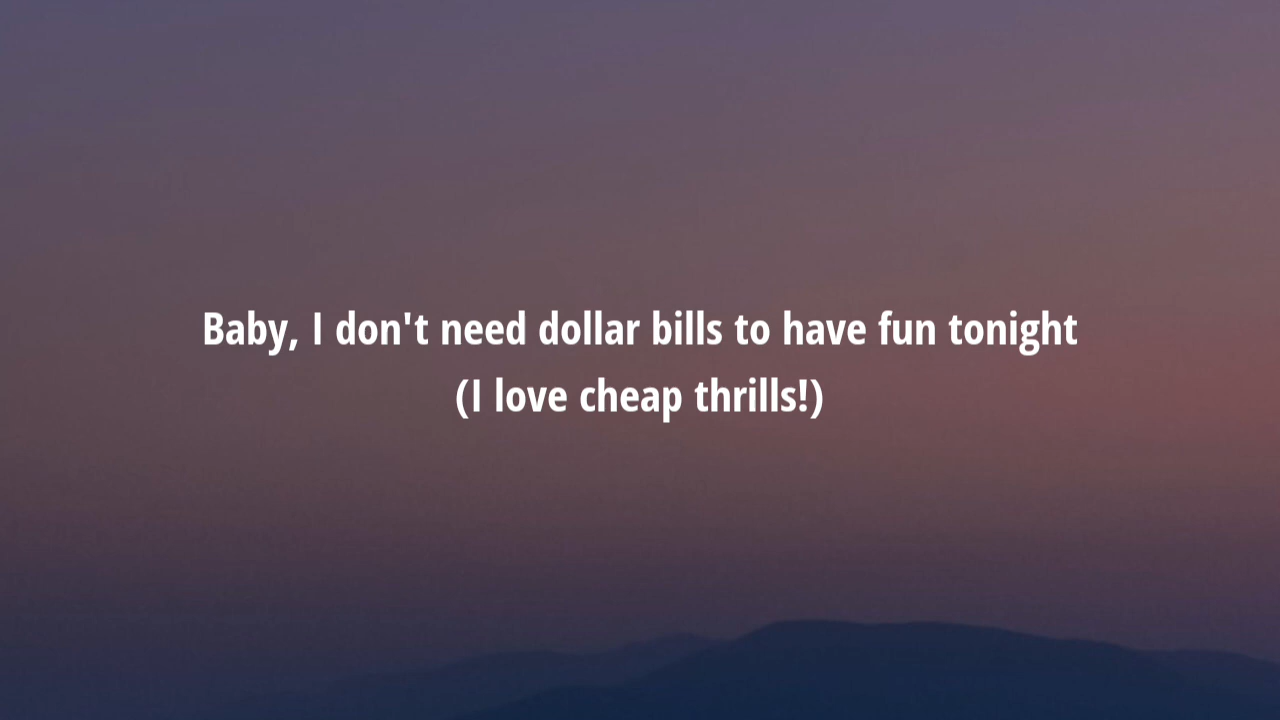 Baby, I don't need dollar bills to have fun tonight
(I love cheap thrills!)